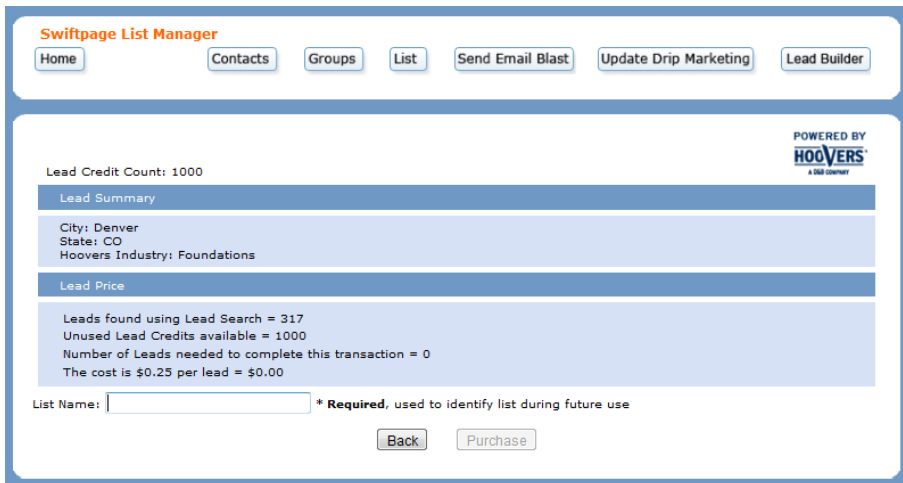 Swiftpage List Manager
Home Contacts Groups List Send Email Blast Update Drip Marketing Lead Builder
POWERED BY
HOOVERS
A D&B COMPANY
Lead Credit Count: 1000
Lead Summary
City: Denver
State: CO
Hoovers Industry: Foundations
Lead Price
Leads found using Lead Search = 317
Unused Lead Credits available = 1000
Number of Leads needed to complete this transaction = 0
The cost is $0.25 per lead = $0.00
List Name: * Required, used to identify list during future use
Back Purchase